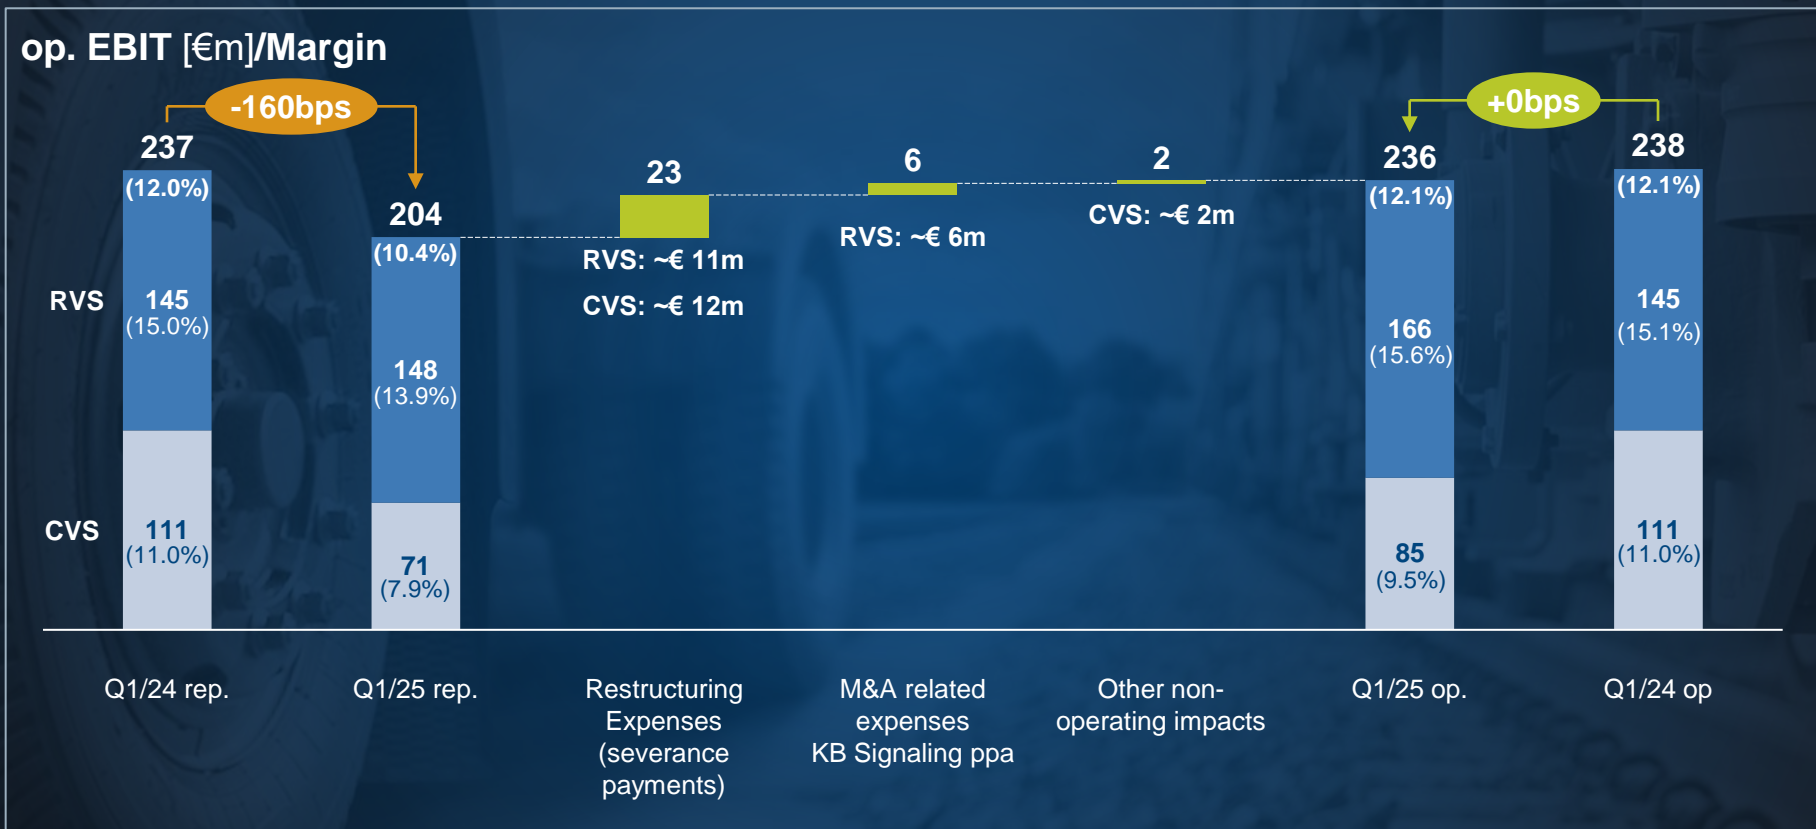 op. EBIT [€m]/Margin
-160bps
+0bps
237
(12.0%)
204
(10.4%)
23
6
2
236
(12.1%)
238
(12.1%)
RVS: ~€ 11m
CVS: ~€ 12m
RVS: ~€ 6m
CVS: ~€ 2m
RVS
145
(15.0%)
148
(13.9%)
166
(15.6%)
145
(15.1%)
CVS
111
(11.0%)
71
(7.9%)
85
(9.5%)
111
(11.0%)
Q1/24 rep.
Q1/25 rep.
Restructuring
Expenses
(severance
payments)
M&A related
expenses
KB Signaling ppa
Other non-
operating impacts
Q1/25 op.
Q1/24 op